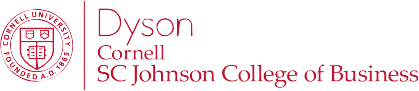 CORNELL UNIVERSITY
FOUNDED A.D. 1865
Dyson
Cornell
SC Johnson College of Business